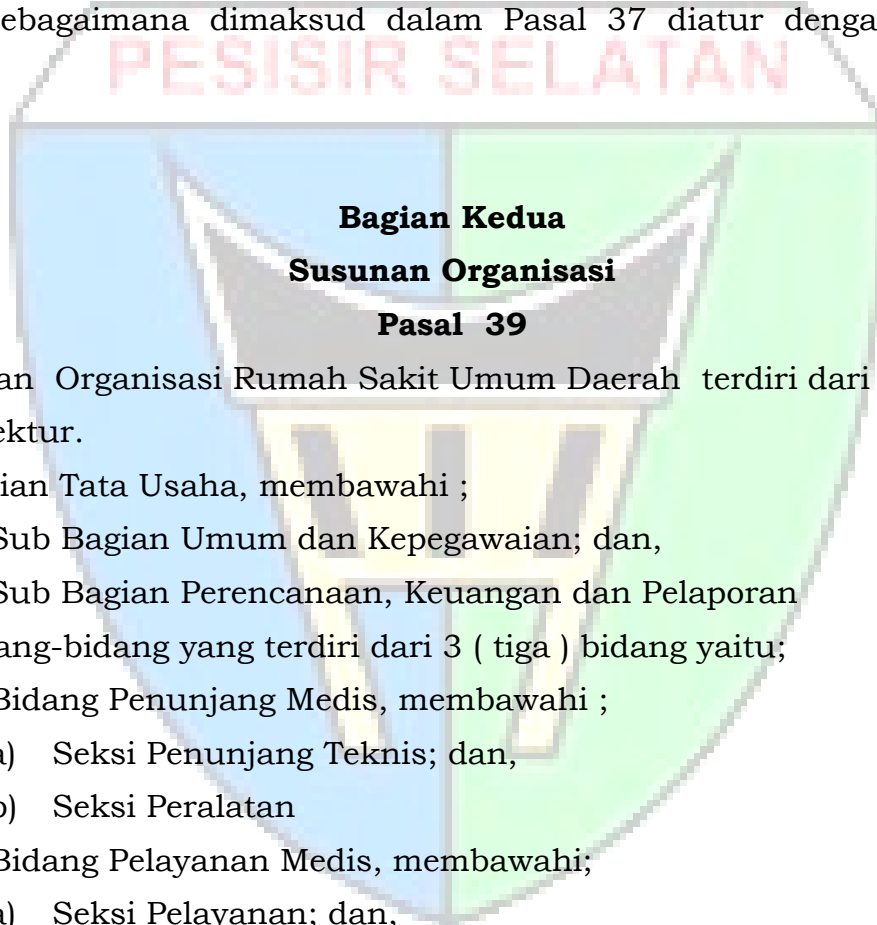 ebagaimana dimaksud dalam Pasal 37 diatur denga
PESISIR SELATAN
Bagian Kedua
Susunan Organisasi
Pasal 39
an Organisasi Rumah Sakit Umum Daerah terdiri dari
ektur.
ian Tata Usaha, membawahi ;
Sub Bagian Umum dan Kepegawaian; dan,
Sub Bagian Perencanaan, Keuangan dan Pelaporan
ang-bidang yang terdiri dari 3 ( tiga ) bidang yaitu;
Bidang Penunjang Medis, membawahi ;
a) Seksi Penunjang Teknis; dan,
b) Seksi Peralatan
Bidang Pelayanan Medis, membawahi;
a) Seksi Pelayanan; dan,